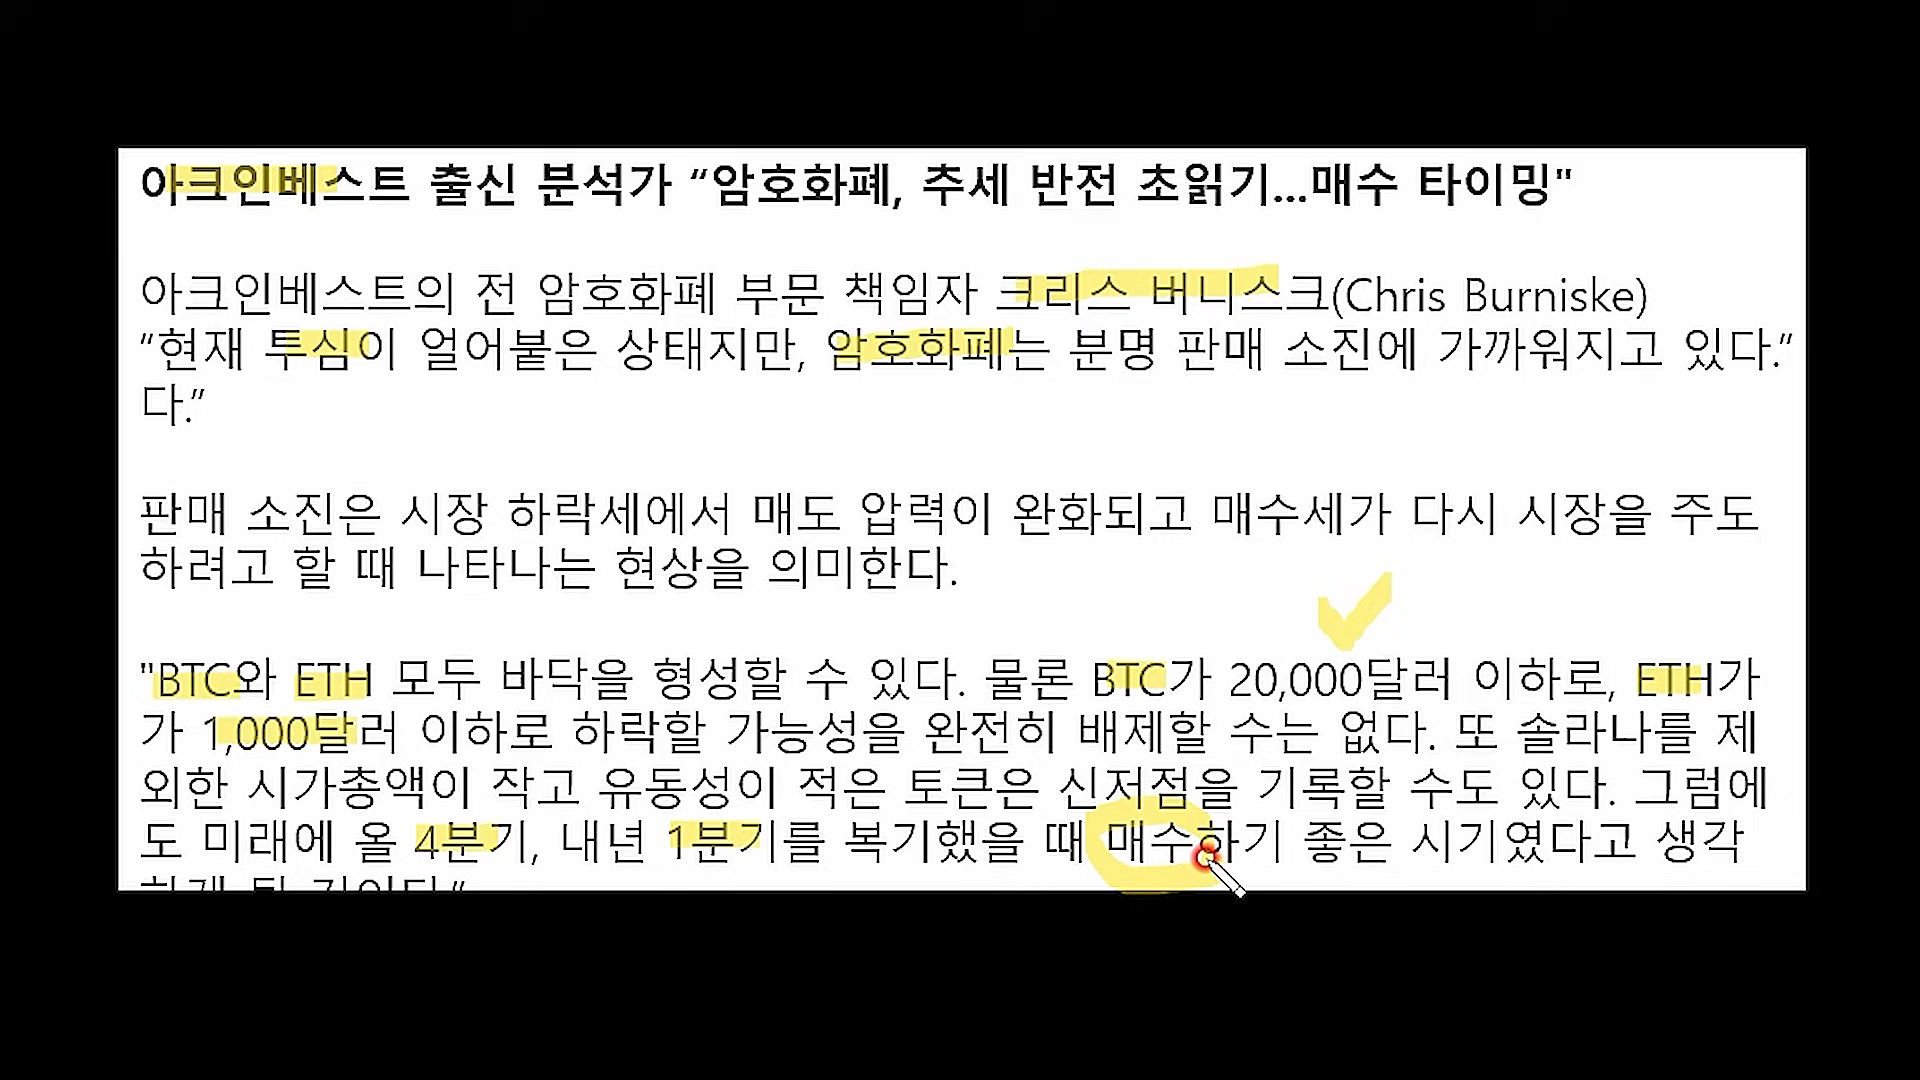 아크인베스트 출신 분석가 “암호화폐, 추세 반전 초읽기...매수 타이밍"
아크인베스트의 전 암호화폐 부문 책임자 크리스 버니스크(Chris Burniske)
”현재 투심이 얼어붙은 상태지만, 암호화폐는 분명 판매 소진에 가까워지고 있다.”
다.”
판매 소진은 시장 하락세에서 매도 압력이 완화되고 매수세가 다시 시장을 주도
하려고 할 때 나타나는 현상을 의미한다.
"BTC와 ETH 모두 바닥을 형성할 수 있다. 물론 BTC가 20,000달러 이하로, ETH가
가 1,000달러 이하로 하락할 가능성을 완전히 배제할 수는 없다. 또 솔라나를 제
외한 시가총액이 작고 유동성이 적은 토큰은 신저점을 기록할 수도 있다. 그럼에
도 미래에 올 4분기, 내년 1분기를 복기했을 때 매수하기 좋은 시기였다고 생각